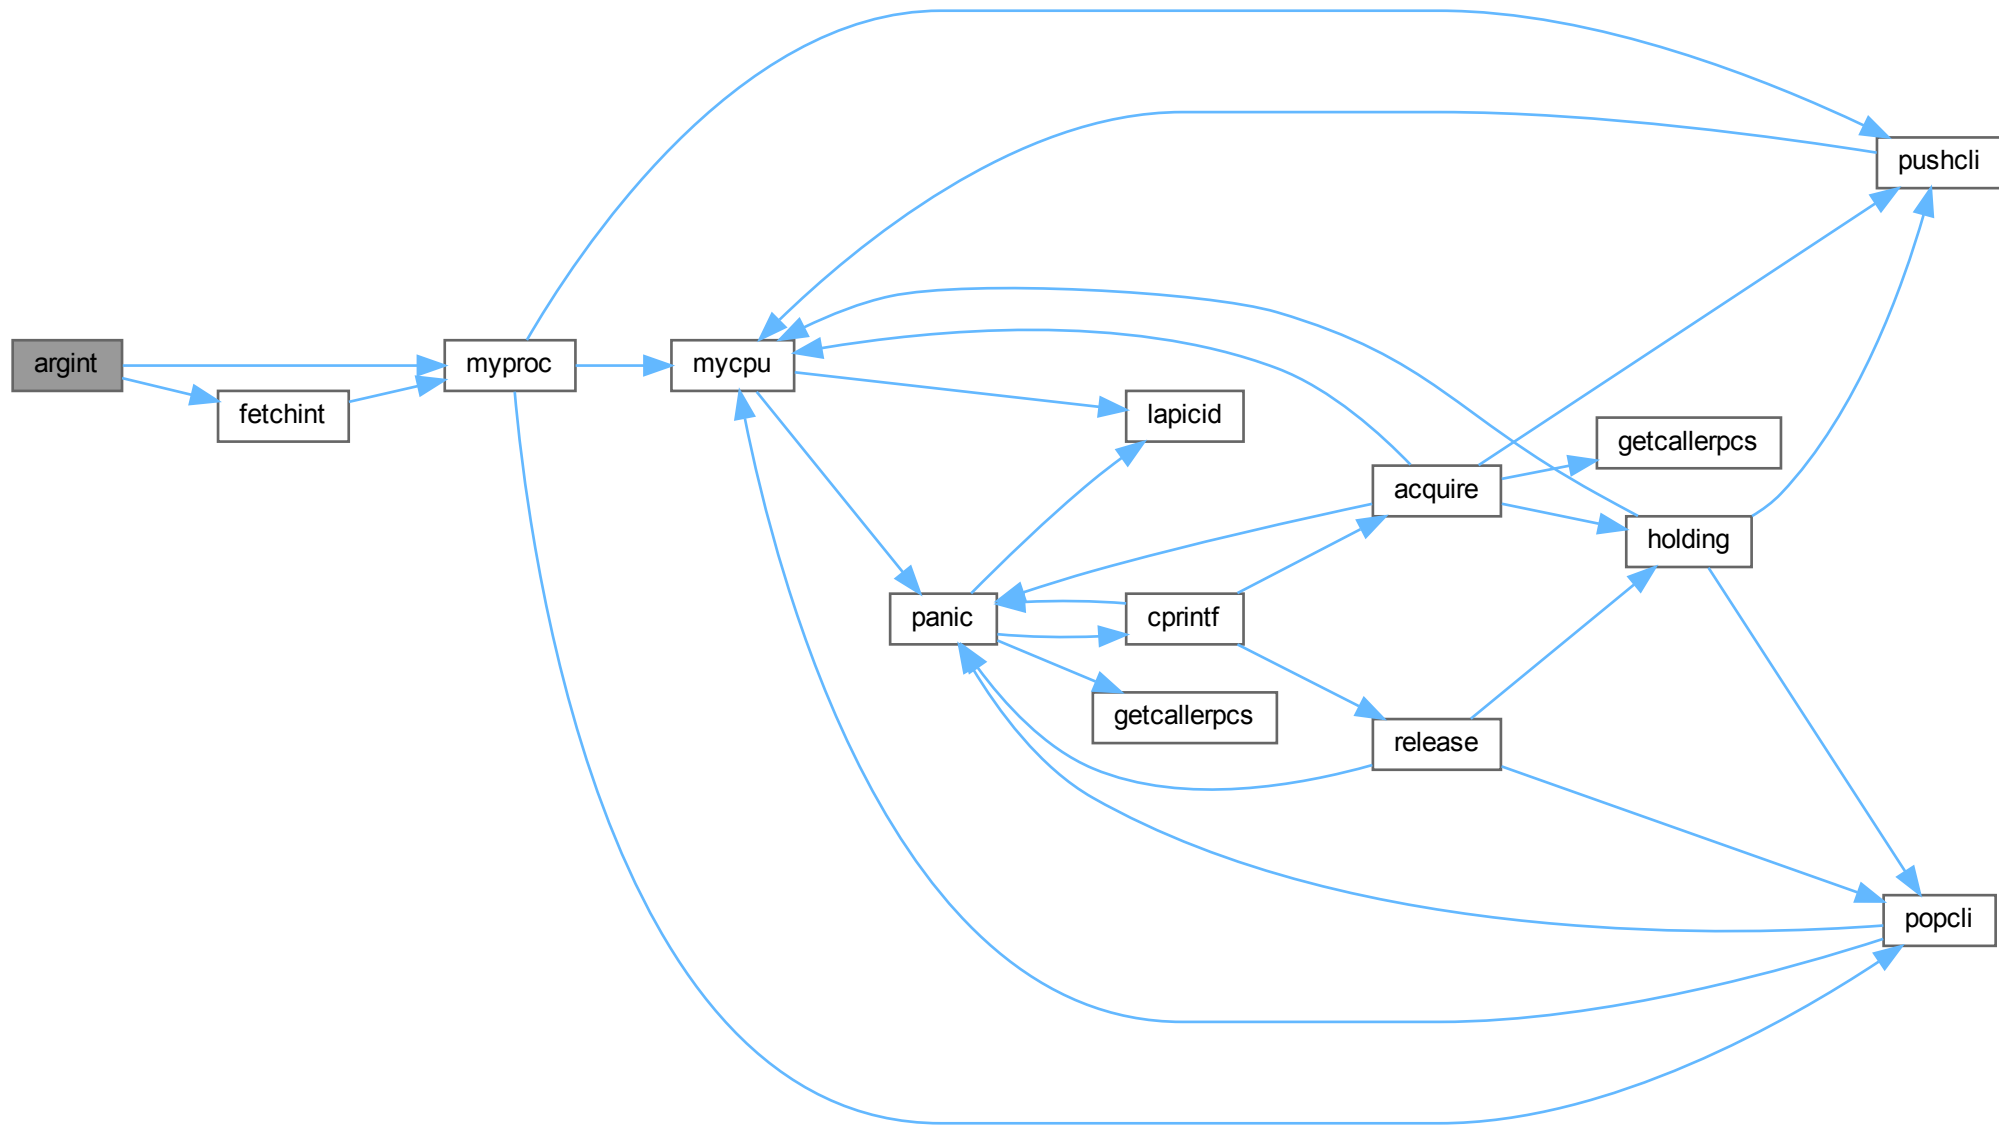 argint
fetchint
myproc
mycpu
panic
lapicid
cprintf
getcallerpcs
acquire
release
getcallerpcs
holding
pushcli
popcli